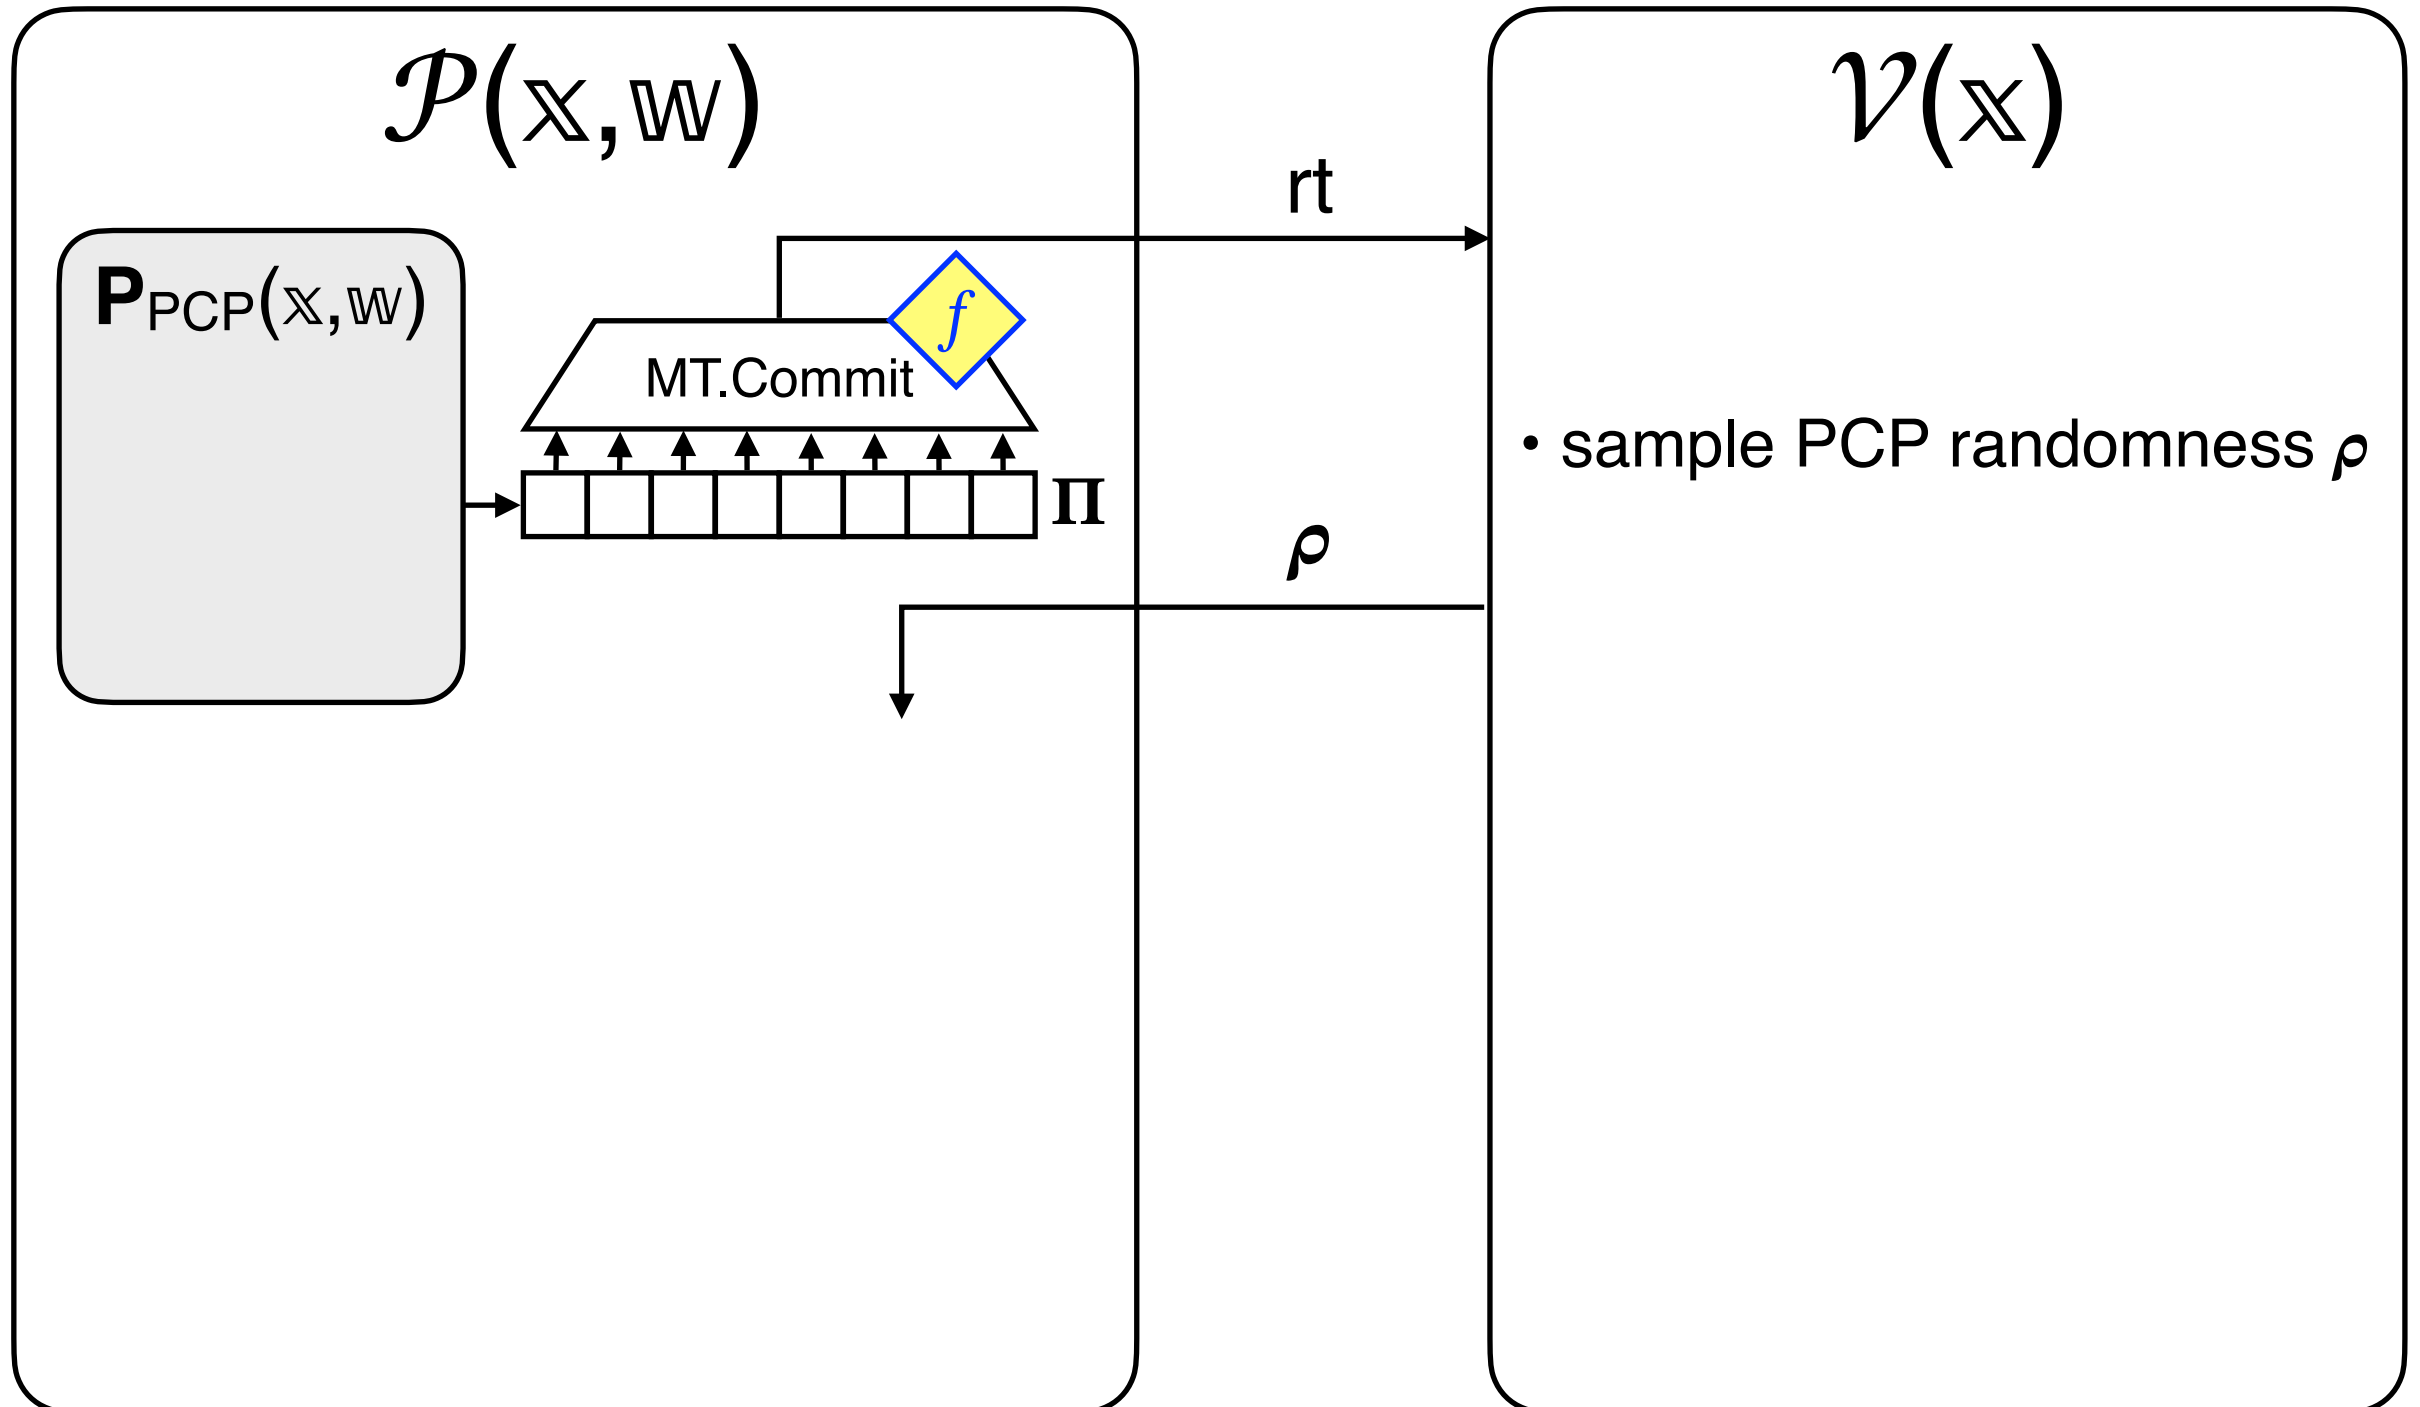 𝒫(𝕩,𝕨)
𝒱(𝕩)
rt
P_PCP(𝕩,𝕨)
f
MT.Commit
• sample PCP randomness ρ
Π
ρ